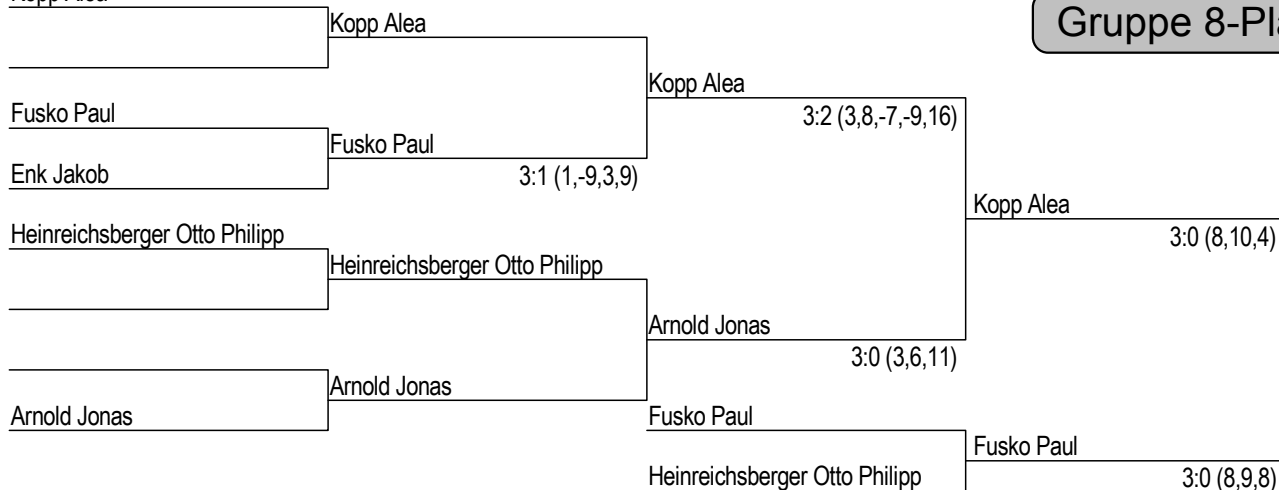 Kopp Alea
Kopp Alea
Gruppe 8-Pla
Kopp Alea
Fusko Paul
3:2 (3,8,-7,-9,16)
Fusko Paul
Enk Jakob
3:1 (1,-9,3,9)
Kopp Alea
Heinreichsberger Otto Philipp
3:0 (8,10,4)
Heinreichsberger Otto Philipp
Arnold Jonas
3:0 (3,6,11)
Arnold Jonas
Arnold Jonas
Fusko Paul
Fusko Paul
Heinreichsberger Otto Philipp
3:0 (8,9,8)